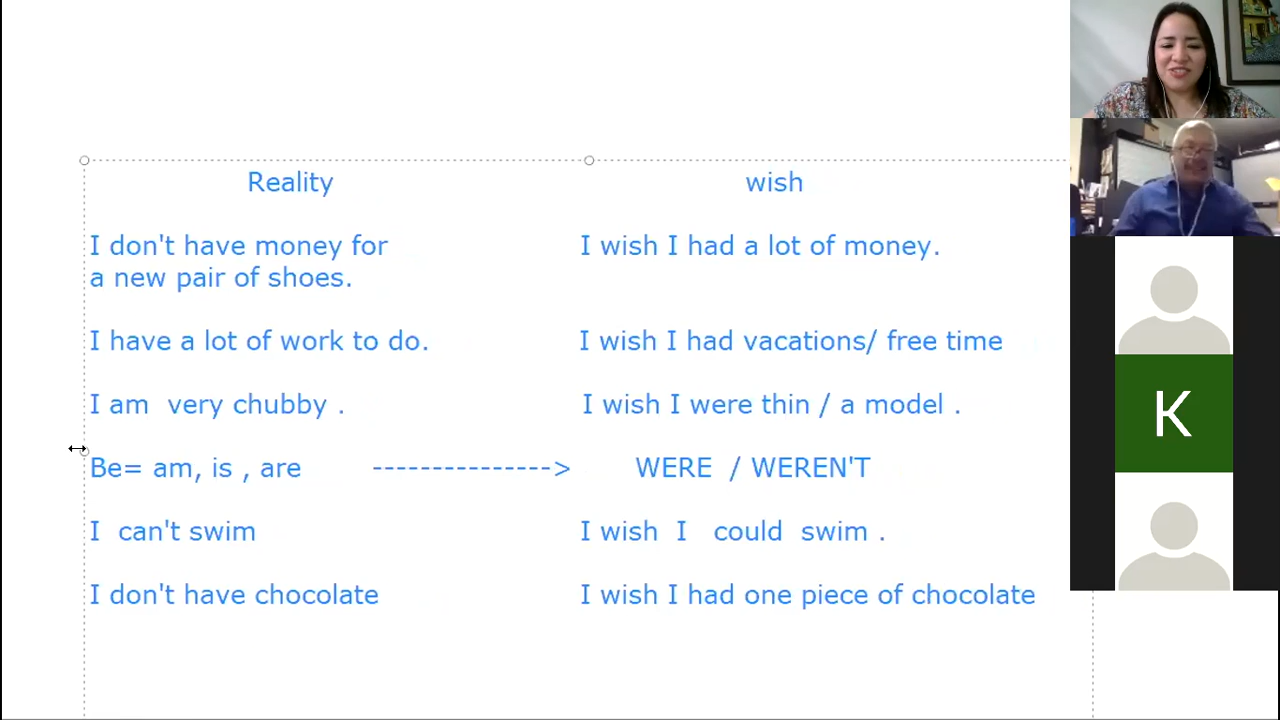 Reality wish
I don't have money for I wish I had a lot of money.
a new pair of shoes.
I have a lot of work to do. I wish I had vacations/ free time
I am very chubby . I wish I were thin / a model .
Be= am, is , are ---------------> WERE / WEREN'T
I can't swim I wish I could swim .
I don't have chocolate I wish I had one piece of chocolate
K